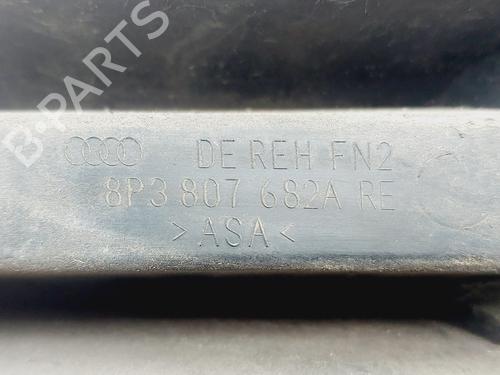 B-PARTS
DE REH FN2
8P3 807 682A RE
>ASA<